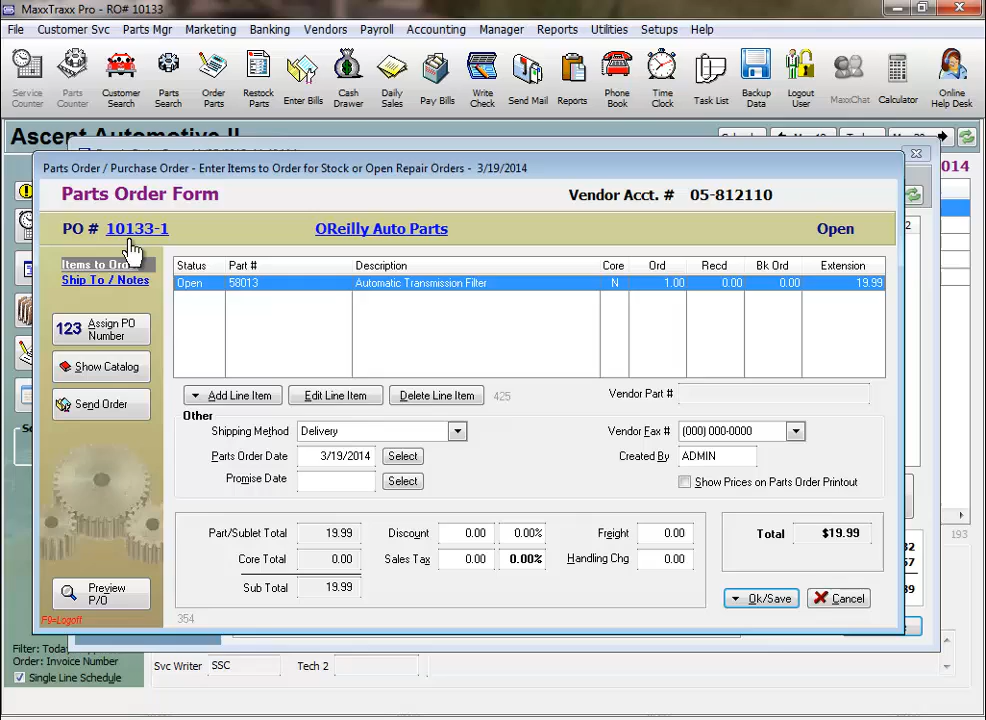 MaxxTraxx Pro - RO# 10133
File Customer Svc Parts Mgr Marketing Banking Vendors Payroll Accounting Manager Reports Utilities Setups Help
Service Counter
Parts Counter
Customer Search
Parts Search
Order Parts
Restock Parts
Enter Bills
Cash Drawer
Daily Sales
Pay Bills
Write Check
Send Mail
Reports
Phone Book
Time Clock
Task List
Backup Data
Logout User
MaxxChat
Calculator
Online Help Desk
Ascent Automotive II
014
Parts Order / Purchase Order - Enter Items to Order for Stock or Open Repair Orders - 3/19/2014
Parts Order Form
Vendor Acct. # 05-812110
PO # 10133-1
OReilly Auto Parts
Open
Items to Ord
Ship To / Notes
123 Assign PO Number
Show Catalog
Send Order
Preview P/O
F9=Logoff
Status Part # Description Core Ord Recd Bk Ord Extension
Open 58013 Automatic Transmission Filter N 1.00 0.00 0.00 19.99
Add Line Item
Edit Line Item
Delete Line Item
425
Vendor Part #
Other
Shipping Method Delivery
Vendor Fax # (000) 000-0000
Parts Order Date 3/19/2014 Select
Created By ADMIN
Promise Date Select
Show Prices on Parts Order Printout
Part/Sublet Total 19.99 Discount 0.00 0.00% Freight 0.00
Total $19.99
Core Total 0.00 Sales Tax 0.00 0.00% Handling Chg 0.00
Sub Total 19.99
Ok/Save
Cancel
354
193
Order: Invoice Number
Single Line Schedule
Svc Writer SSC Tech 2